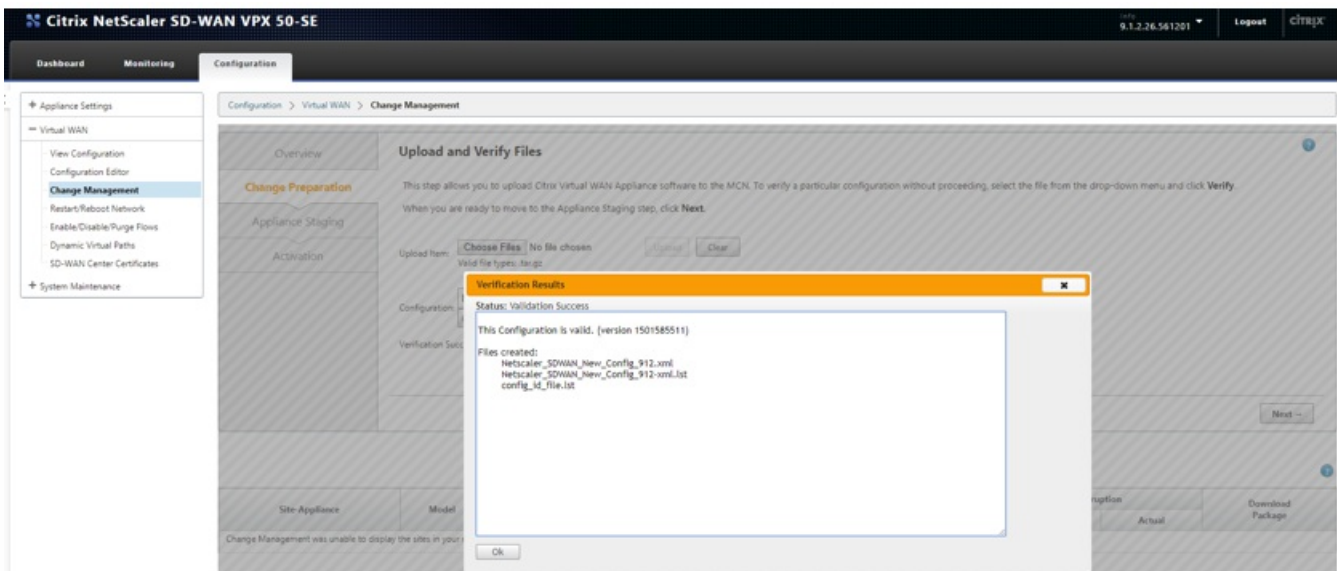 Citrix NetScaler SD-WAN VPX 50-SE
Info
9.1.2.26.561201
Logout
CITRIX
Dashboard
Monitoring
Configuration
+ Appliance Settings
Configuration > Virtual WAN > Change Management
− Virtual WAN
View Configuration
Configuration Editor
Change Management
Restart/Reboot Network
Enable/Disable/Purge Flows
Dynamic Virtual Paths
SD-WAN Center Certificates
+ System Maintenance
Overview
Change Preparation
Appliance Staging
Activation
Upload and Verify Files
This step allows you to upload Citrix Virtual WAN Appliance software to the MCN. To verify a particular configuration without proceeding, select the file from the drop-down menu and click Verify.
When you are ready to move to the Appliance Staging step, click Next.
Upload Item: Choose Files No file chosen Upload Clear
Valid file types: .tar.gz
Configuration
Verification Succ
Verification Results
Status: Validation Success
This Configuration is valid. (version 1501585511)
Files created:
Netscaler_SDWAN_New_Config_912.xml
Netscaler_SDWAN_New_Config_912-xml.lst
config_id_file.lst
Ok
Next
Site-Appliance
Model
ruption
Actual
Download
Package
Change Management was unable to display the sites in your